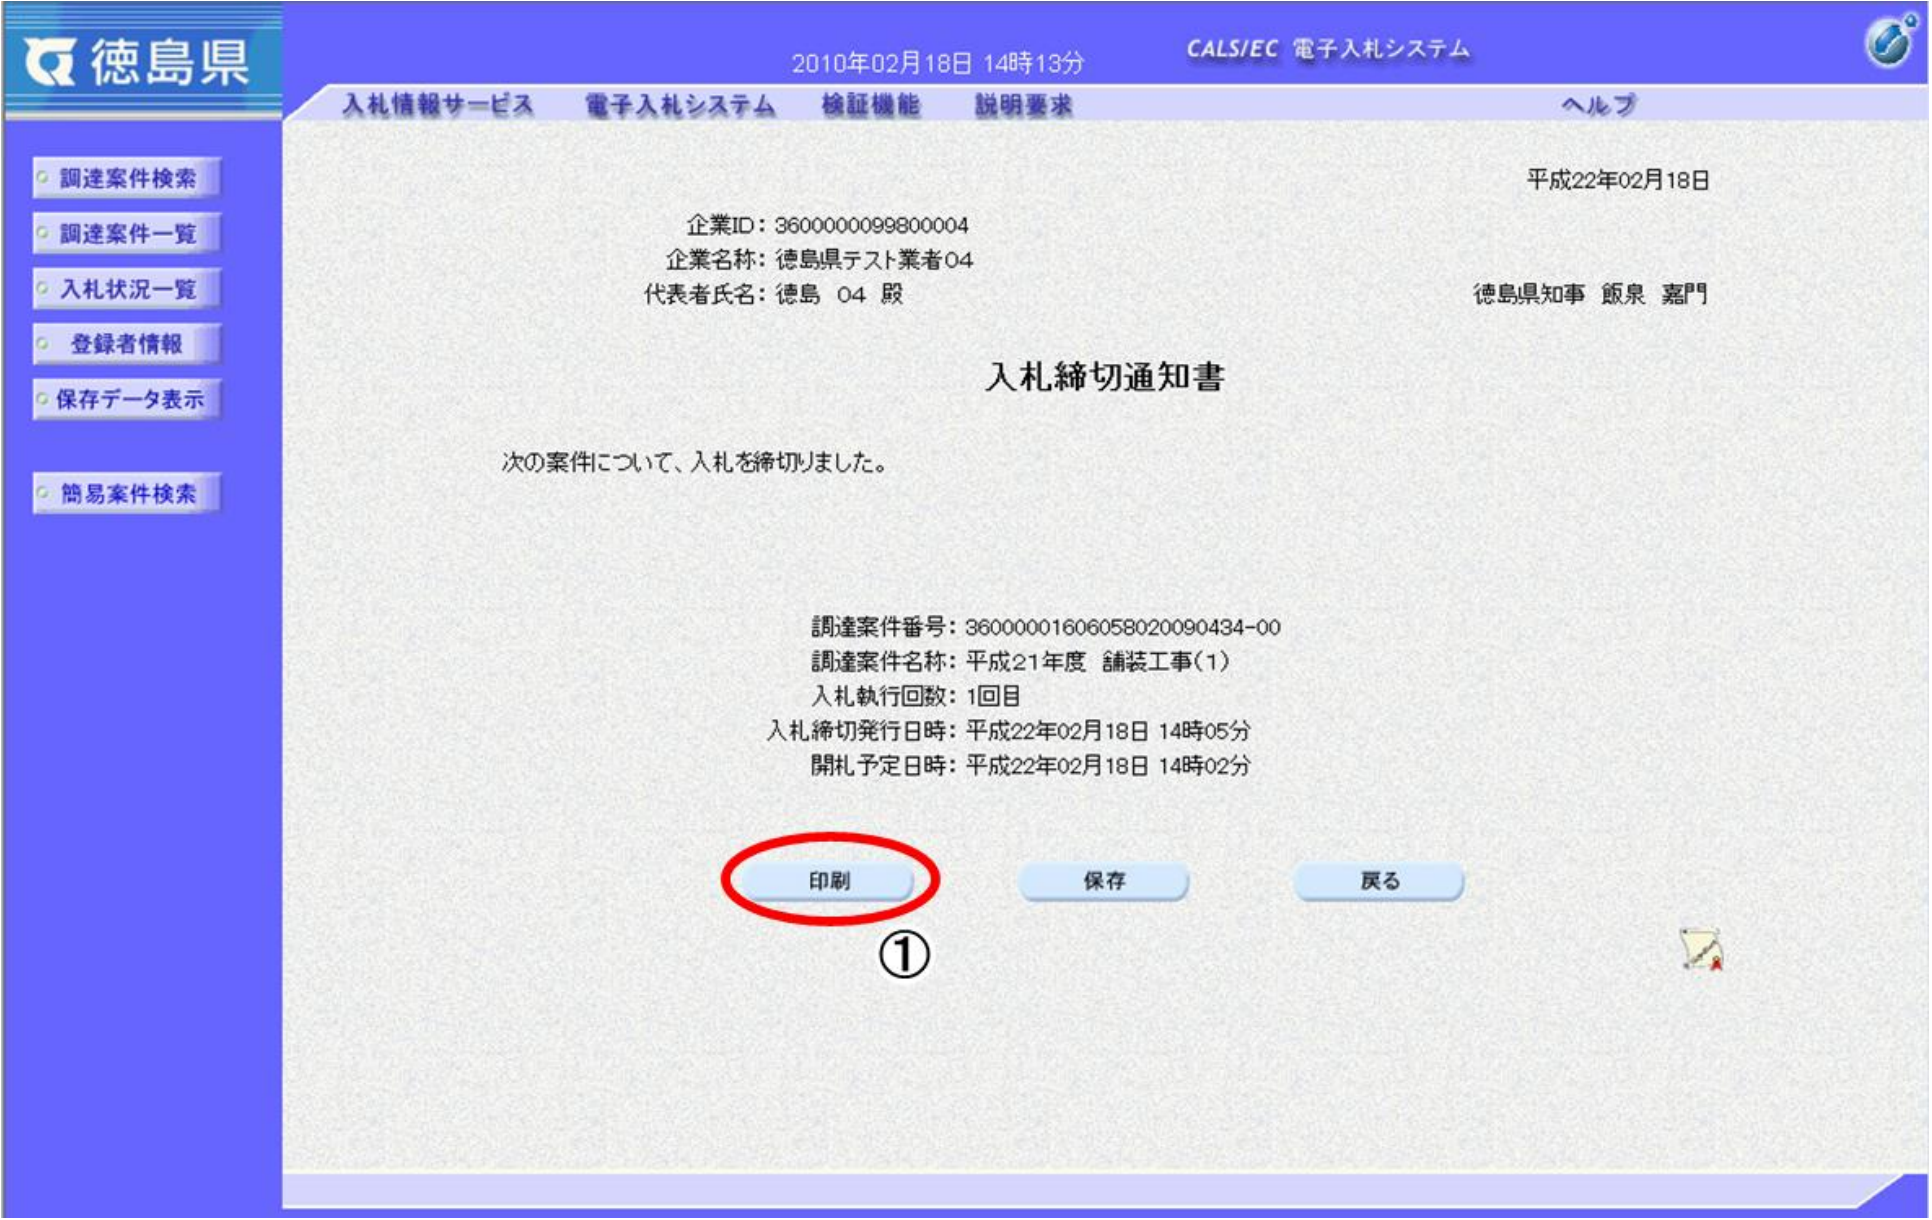 徳島県
2010年02月18日 14時13分
CALS/EC 電子入札システム
入札情報サービス 電子入札システム 検証機能 説明要求 ヘルプ
調達案件検索
調達案件一覧
入札状況一覧
登録者情報
保存データ表示
簡易案件検索
平成22年02月18日
企業ID：3600000099800004
企業名称：徳島県テスト業者04
代表者氏名：徳島 04 殿
徳島県知事 飯泉 嘉門
入札締切通知書
次の案件について、入札を締切りました。
調達案件番号：36000001606058020090434-00
調達案件名称：平成21年度 舗装工事(1)
入札執行回数：1回目
入札締切発行日時：平成22年02月18日 14時05分
開札予定日時：平成22年02月18日 14時02分
印刷 保存 戻る
①